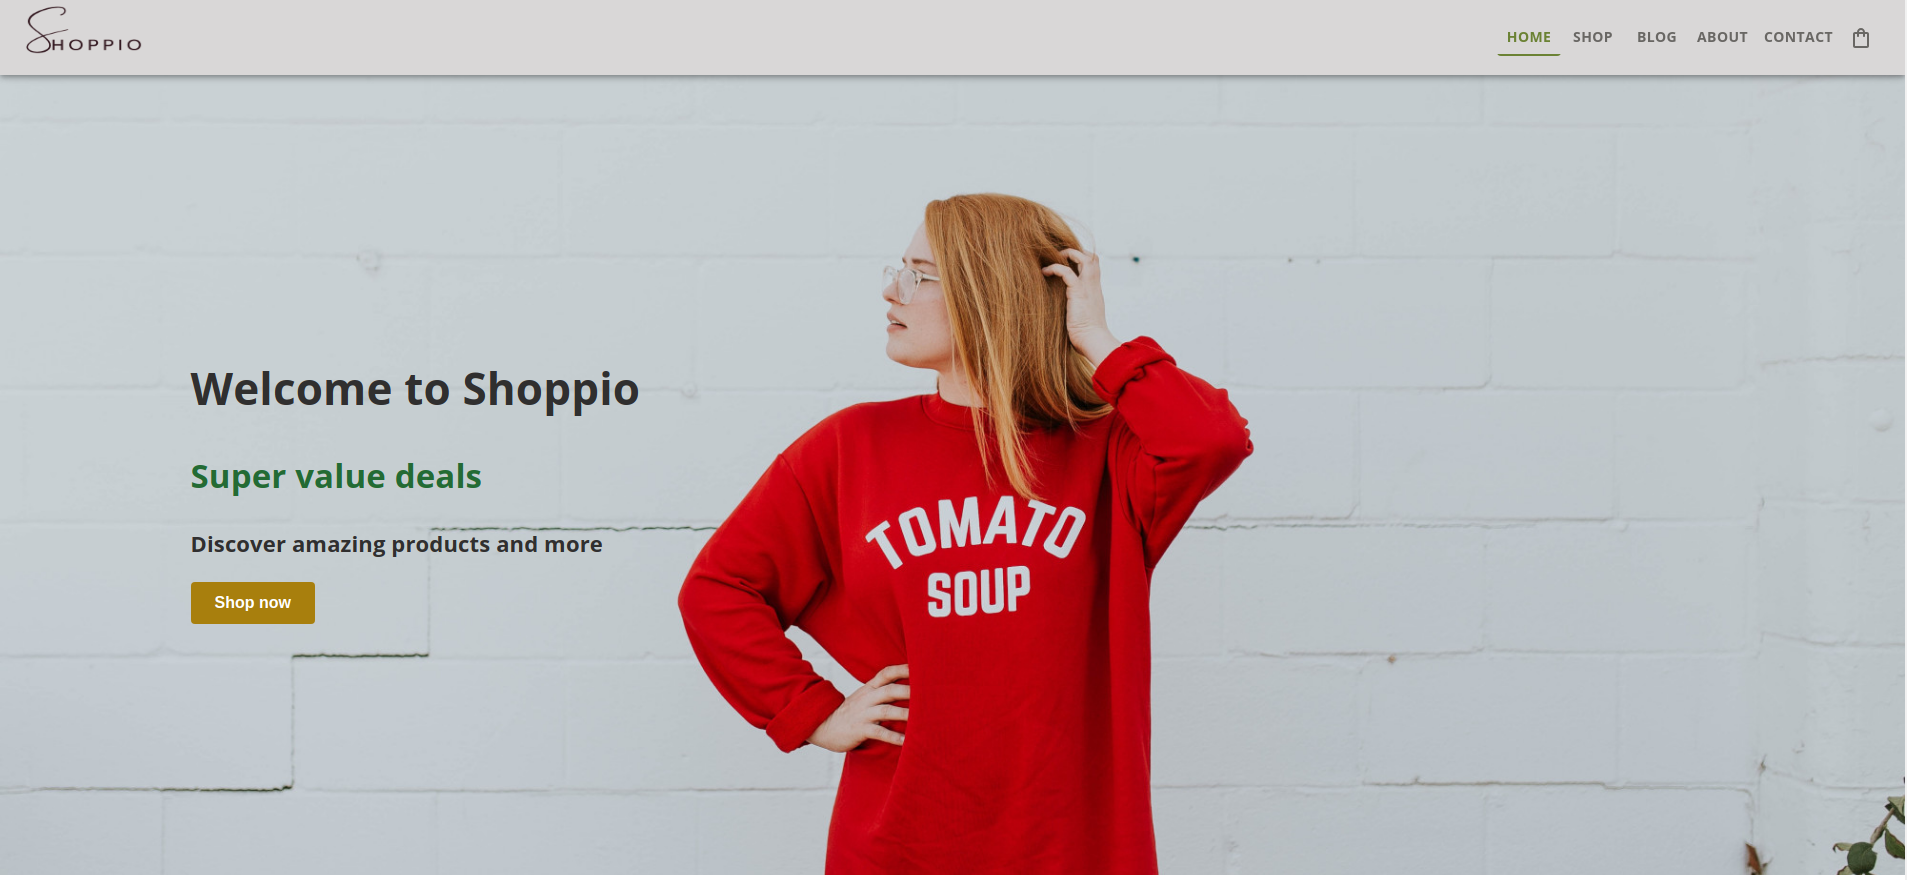 Shoppio
HOME SHOP BLOG ABOUT CONTACT
Welcome to Shoppio
Super value deals
Discover amazing products and more
Shop now
TOMATO
SOUP